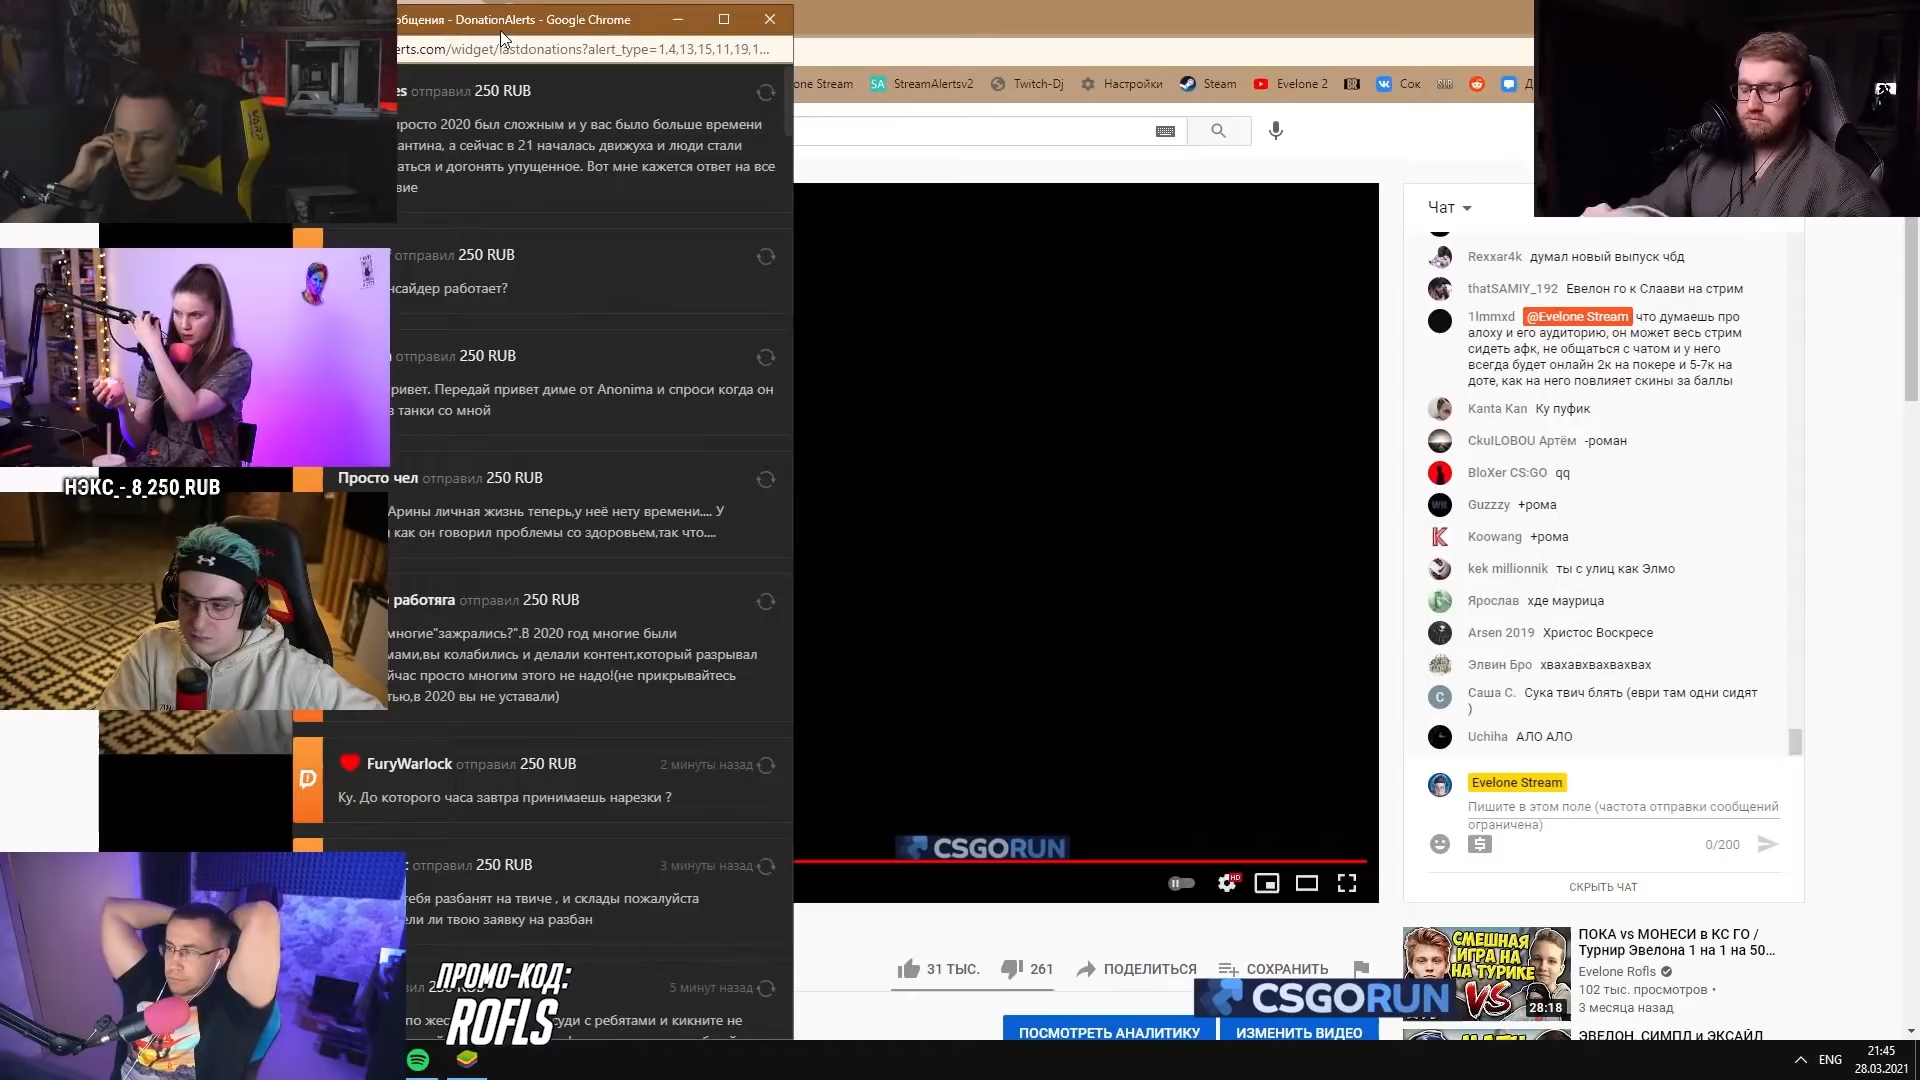 общения - DonationAlerts - Google Chrome
erts.com/widget/lastdonations?alert_type=1,4,13,15,11,19,1...
es отправил 250 RUB
просто 2020 был сложным и у вас было больше времени
антина, а сейчас в 21 началась движуха и люди стали
аться и догонять упущенное. Вот мне кажется ответ на все
вие
отправил 250 RUB
нсайдер работает?
отправил 250 RUB
ривет. Передай привет диме от Anonima и спроси когда он
в танки со мной
Просто чел отправил 250 RUB
Арины личная жизнь теперь,у неё нету времени.... У
как он говорил проблемы со здоровьем,так что....
работяга отправил 250 RUB
многие"зажрались?".В 2020 год многие были
мами,вы колабились и делали контент,который разрывал
йчас просто многим этого не надо!(не прикрывайтесь
тью,в 2020 вы не уставали)
FuryWarlock отправил 250 RUB
2 минуты назад
Ку. До которого часа завтра принимаешь нарезки ?
отправил 250 RUB
3 минуты назад
тебя разбанят на твиче , и склады пожалуйста
ели ли твою заявку на разбан
5 минут назад
суди с ребятами и кикните не
НЭКС_-_8_250_RUB
ПРОМО-КОД:
ROFLS
one Stream
SA StreamAlertsv2
Twitch-Dj
Настройки
Steam
Evelone 2
BR
Сок
SLB
Д
CSGORUN
HD
31 ТЫС.
261
ПОДЕЛИТЬСЯ
СОХРАНИТЬ
CSGORUN
ПОСМОТРЕТЬ АНАЛИТИКУ
ИЗМЕНИТЬ ВИДЕО
Чат
Rexxar4k думал новый выпуск чбд
thatSAMIY_192 Евелон го к Слаави на стрим
1lmmxd @Evelone Stream что думаешь про
алоху и его аудиторию, он может весь стрим
сидеть афк, не общаться с чатом и у него
всегда будет онлайн 2к на покере и 5-7к на
доте, как на него повлияет скины за баллы
Kanta Kan Ку пуфик
CkuILOBOU Артём -роман
BloXer CS:GO qq
Guzzzy +рома
Koowang +рома
kek millionnik ты с улиц как Элмо
Ярослав хде маурица
Arsen 2019 Христос Воскресе
Элвин Бро хвахавхвахвахвах
Саша С. Сука твич блять (еври там одни сидят
)
Uchiha АЛО АЛО
Evelone Stream
Пишите в этом поле (частота отправки сообщений
ограничена)
0/200
СКРЫТЬ ЧАТ
СМЕШНАЯ
ИГРА НА
НА ТУРИКЕ
VS
28:18
ПОКА vs МОНЕСИ в КС ГО /
Турнир Эвелона 1 на 1 на 50...
Evelone Rofls
102 тыс. просмотров •
3 месяца назад
ЭВЕЛОН, СИМПЛ и ЭКСАЙЛ
ENG
21:45
28.03.2021